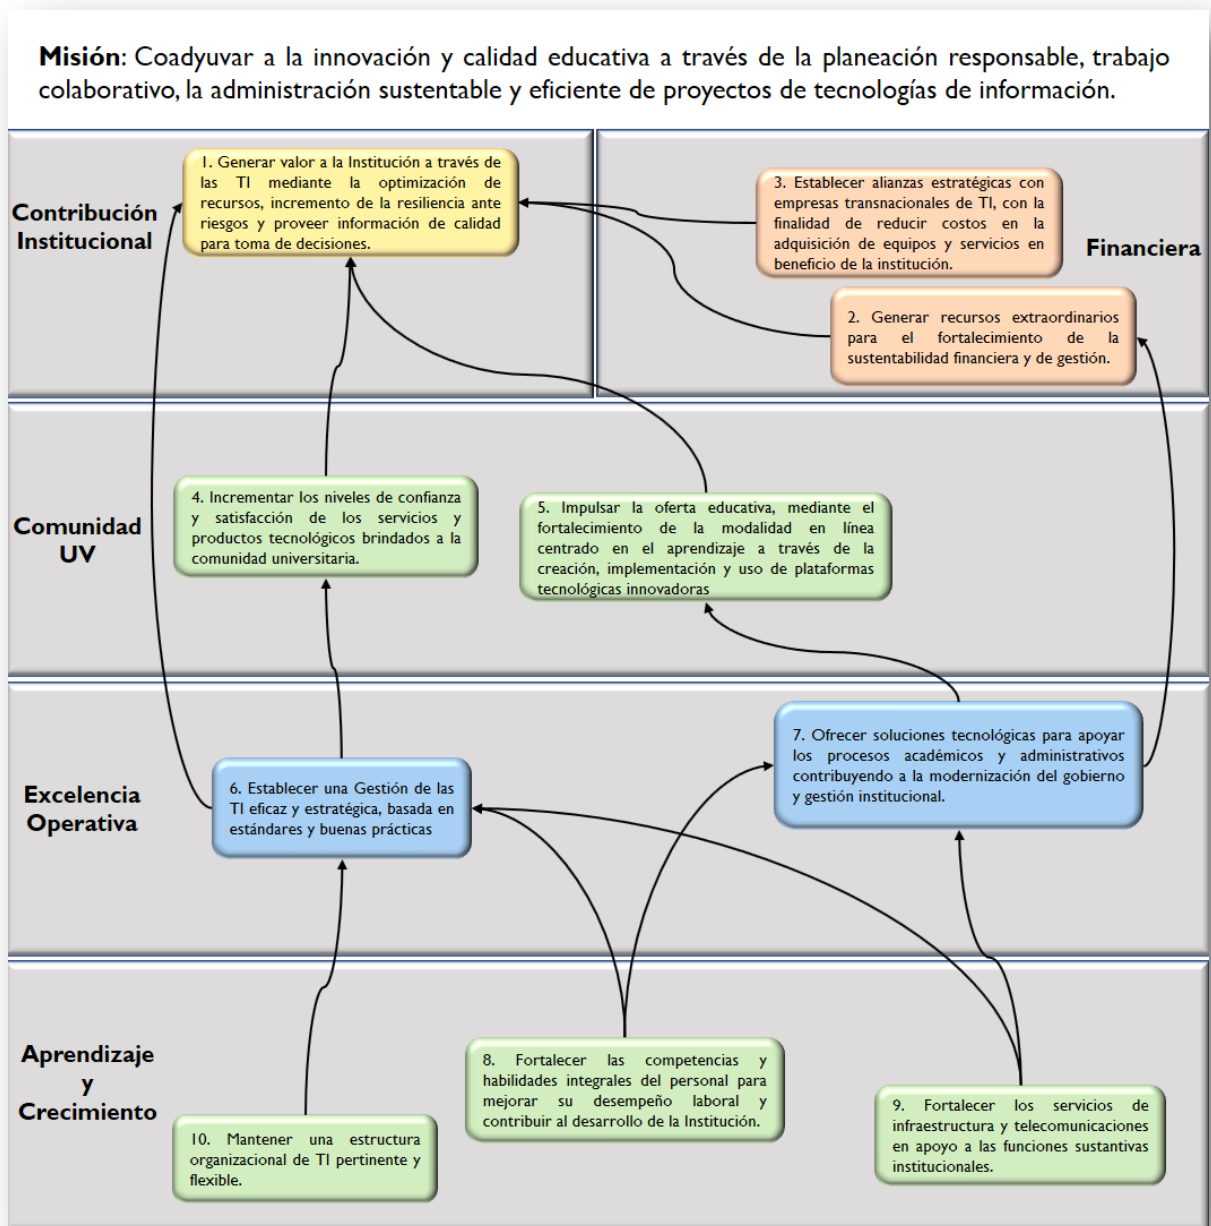 Misión: Coadyuvar a la innovación y calidad educativa a través de la planeación responsable, trabajo
colaborativo, la administración sustentable y eficiente de proyectos de tecnologías de información.
Contribución
Institucional
1. Generar valor a la Institución a través de
las TI mediante la optimización de
recursos, incremento de la resiliencia ante
riesgos y proveer información de calidad
para toma de decisiones.
3. Establecer alianzas estratégicas con
empresas transnacionales de TI, con la
finalidad de reducir costos en la
adquisición de equipos y servicios en
beneficio de la institución.
Financiera
2. Generar recursos extraordinarios
para el fortalecimiento de la
sustentabilidad financiera y de gestión.
Comunidad
UV
4. Incrementar los niveles de confianza
y satisfacción de los servicios y
productos tecnológicos brindados a la
comunidad universitaria.
5. Impulsar la oferta educativa, mediante el
fortalecimiento de la modalidad en línea
centrado en el aprendizaje a través de la
creación, implementación y uso de plataformas
tecnológicas innovadoras
Excelencia
Operativa
6. Establecer una Gestión de las
TI eficaz y estratégica, basada en
estándares y buenas prácticas
7. Ofrecer soluciones tecnológicas para apoyar
los procesos académicos y administrativos
contribuyendo a la modernización del gobierno
y gestión institucional.
Aprendizaje
y
Crecimiento
8. Fortalecer las competencias y
habilidades integrales del personal para
mejorar su desempeño laboral y
contribuir al desarrollo de la Institución.
9. Fortalecer los servicios de
infraestructura y telecomunicaciones
en apoyo a las funciones sustantivas
institucionales.
10. Mantener una estructura
organizacional de TI pertinente y
flexible.